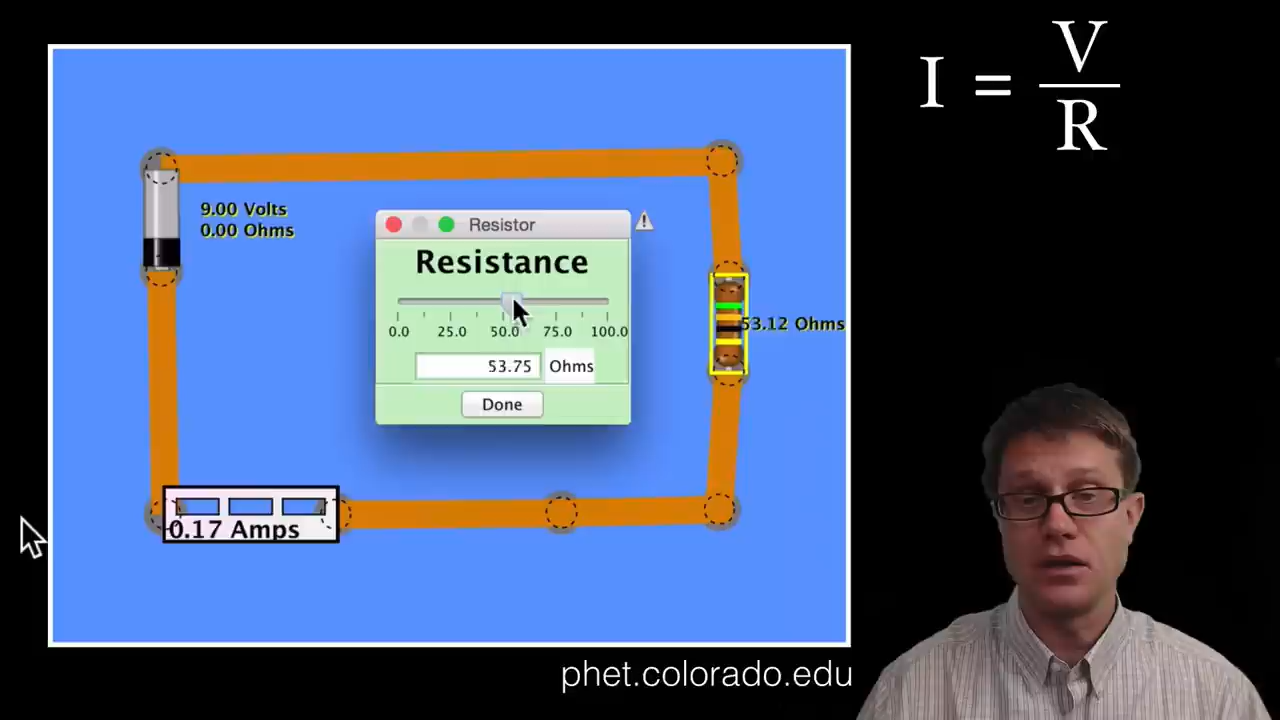 I = V
R
9.00 Volts
0.00 Ohms
Resistor
Resistance
0.0 25.0 50.0 75.0 100.0
53.75 Ohms
Done
53.12 Ohms
0.17 Amps
phet.colorado.edu